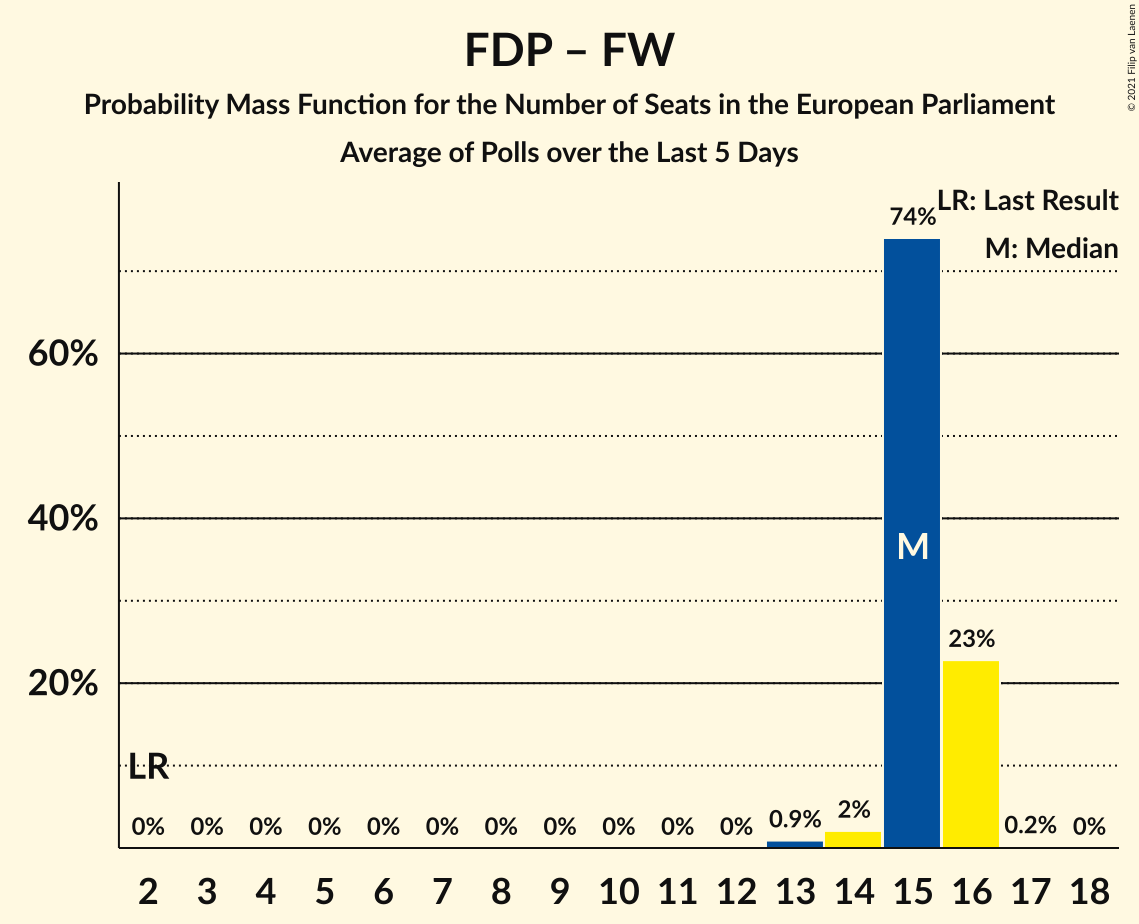 FDP – FW
Probability Mass Function for the Number of Seats in the European Parliament
Average of Polls over the Last 5 Days
© 2021 Filip van Laenen
LR: Last Result
M: Median
60%
40%
20%
LR
M
0% 0% 0% 0% 0% 0% 0% 0% 0% 0% 0% 0.9% 2% 74% 23% 0.2% 0%
2 3 4 5 6 7 8 9 10 11 12 13 14 15 16 17 18